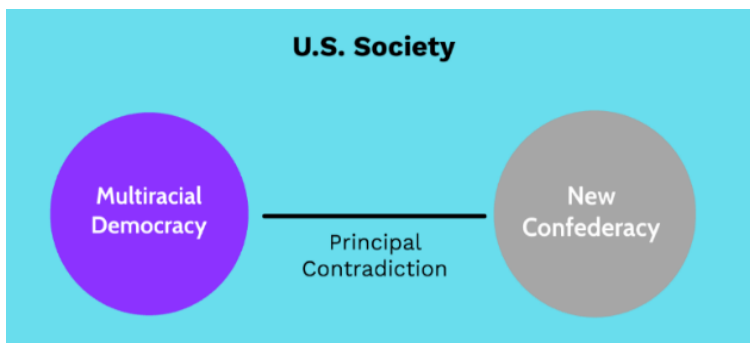 U.S. Society
Multiracial
Democracy
Principal
Contradiction
New
Confederacy